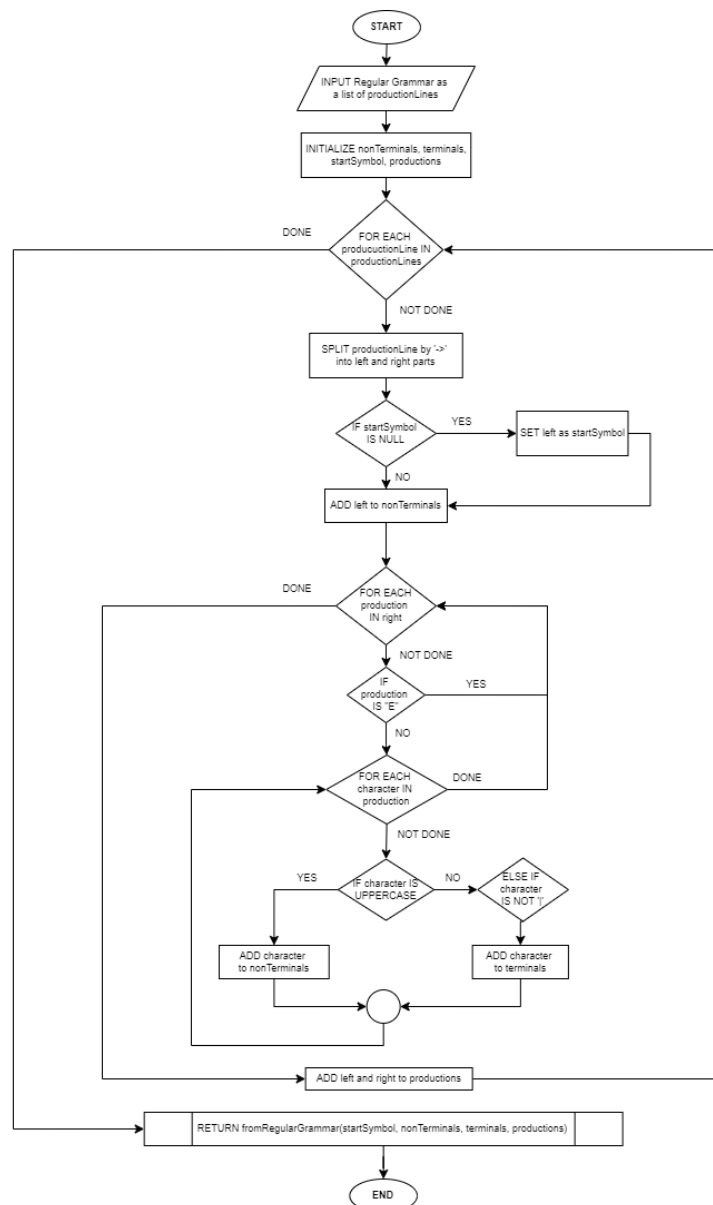 START
INPUT Regular Grammar as
a list of productionLines
INITIALIZE nonTerminals, terminals,
startSymbol, productions
DONE
FOR EACH
producuctionLine IN
productionLines
NOT DONE
SPLIT productionLine by '->'
into left and right parts
IF startSymbol
IS NULL
YES
SET left as startSymbol
NO
ADD left to nonTerminals
DONE
FOR EACH
production
IN right
NOT DONE
IF
production
IS "E"
YES
NO
FOR EACH
character IN
production
DONE
NOT DONE
YES
IF character IS
UPPERCASE
NO
ELSE IF
character
IS NOT '|'
ADD character
to nonTerminals
ADD character
to terminals
ADD left and right to productions
RETURN fromRegularGrammar(startSymbol, nonTerminals, terminals, productions)
END